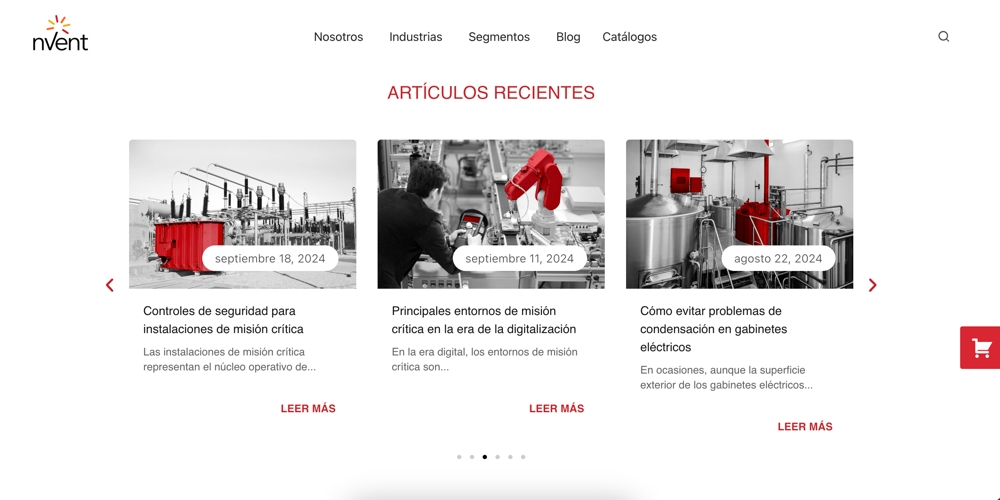 nVent
Nosotros
Industrias
Segmentos
Blog
Catálogos
ARTÍCULOS RECIENTES
septiembre 18, 2024
Controles de seguridad para
instalaciones de misión crítica
Las instalaciones de misión crítica
representan el núcleo operativo de...
LEER MÁS
septiembre 11, 2024
Principales entornos de misión
crítica en la era de la digitalización
En la era digital, los entornos de misión
crítica son...
LEER MÁS
agosto 22, 2024
Cómo evitar problemas de
condensación en gabinetes
eléctricos
En ocasiones, aunque la superficie
exterior de los gabinetes eléctricos...
LEER MÁS